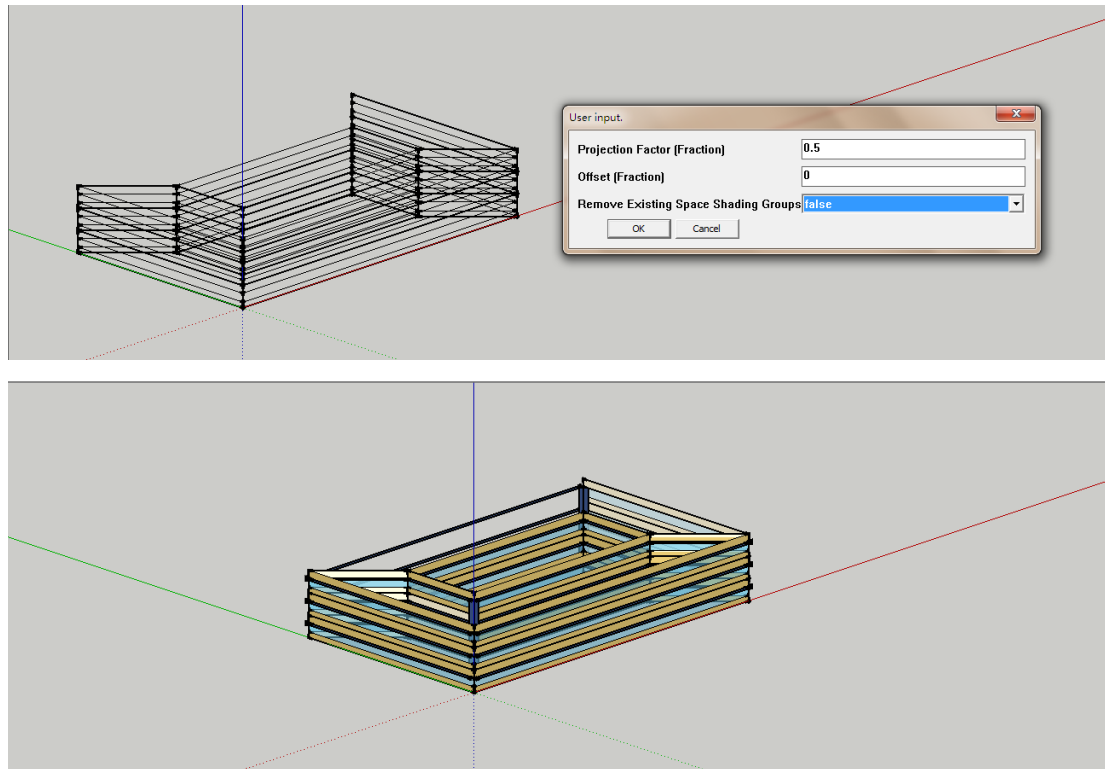 User input.
Projection Factor (Fraction) 0.5
Offset (Fraction) 0
Remove Existing Space Shading Groups false
OK Cancel